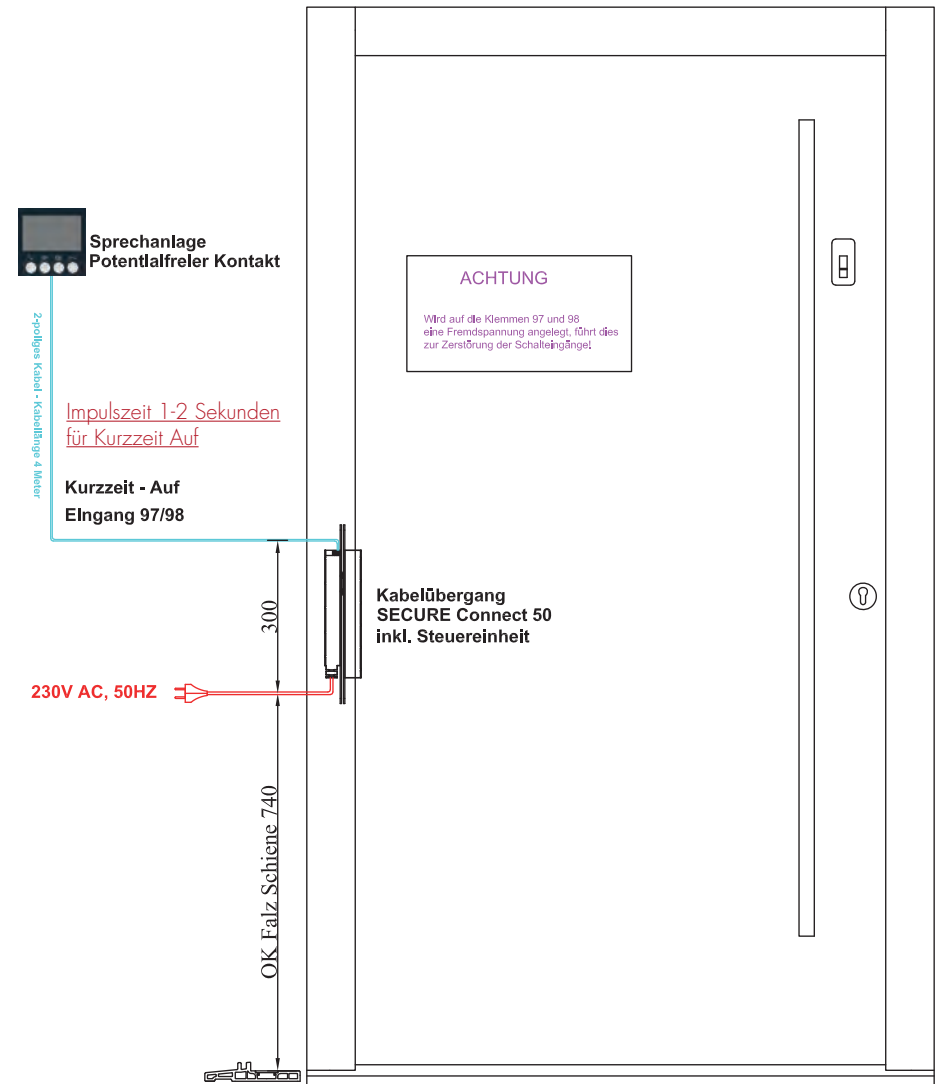 Sprechanlage
Potentialfreier Kontakt
2-poliges Kabel - Kabellänge 4 Meter
ACHTUNG
Wird auf die Klemmen 97 und 98
eine Fremdspannung angelegt, führt dies
zur Zerstörung der Schalteingänge!
Impulszeit 1-2 Sekunden
für Kurzzeit Auf
Kurzzeit - Auf
Eingang 97/98
300
Kabelübergang
SECURE Connect 50
inkl. Steuereinheit
230V AC, 50HZ
OK Falz Schiene 740